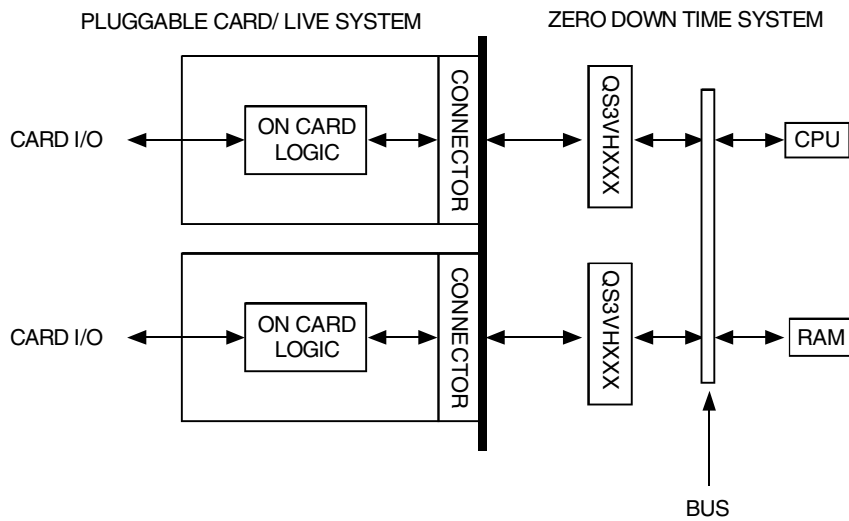 PLUGGABLE CARD/ LIVE SYSTEM
ZERO DOWN TIME SYSTEM
CARD I/O
ON CARD
LOGIC
CONNECTOR
QS3VHXXX
CPU
CARD I/O
ON CARD
LOGIC
CONNECTOR
QS3VHXXX
RAM
BUS